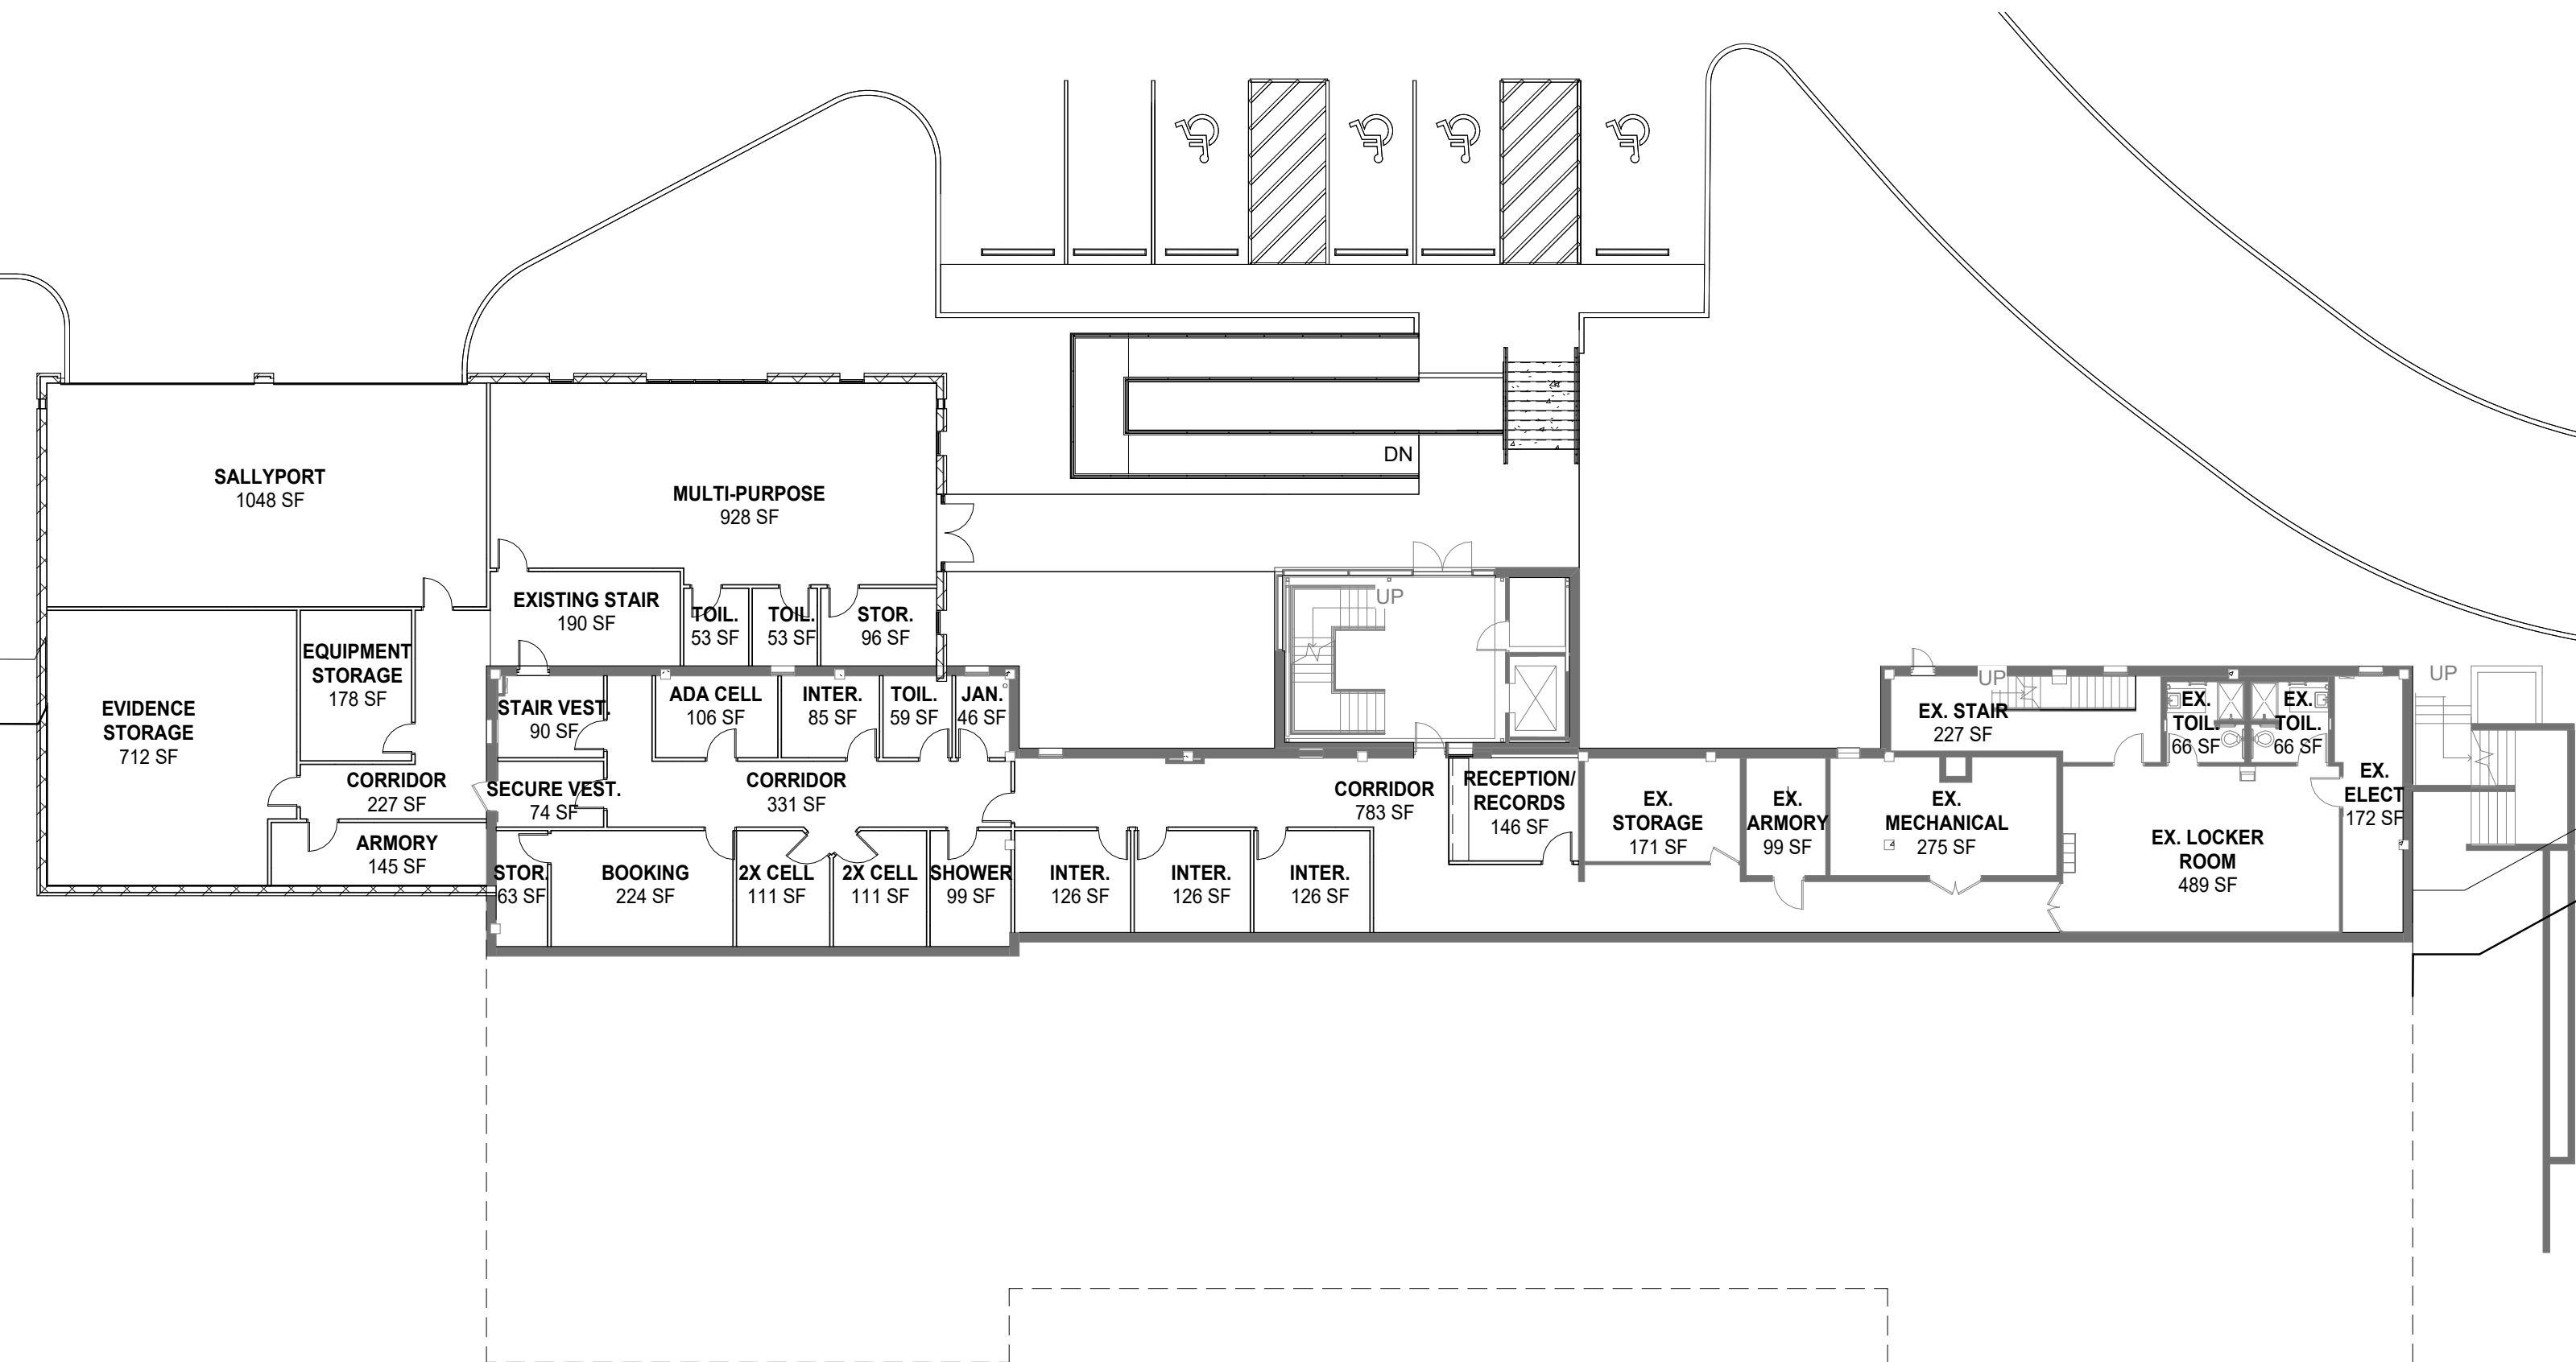 DN
SALLYPORT
1048 SF
MULTI-PURPOSE
928 SF
EXISTING STAIR
190 SF
TOIL.
53 SF
TOIL.
53 SF
STOR.
96 SF
UP
EQUIPMENT
STORAGE
178 SF
EVIDENCE
STORAGE
712 SF
CORRIDOR
227 SF
ARMORY
145 SF
STAIR VEST.
90 SF
ADA CELL
106 SF
INTER.
85 SF
TOIL.
59 SF
JAN.
46 SF
SECURE VEST.
74 SF
CORRIDOR
331 SF
STOR.
63 SF
BOOKING
224 SF
2X CELL
111 SF
2X CELL
111 SF
SHOWER
99 SF
INTER.
126 SF
INTER.
126 SF
INTER.
126 SF
CORRIDOR
783 SF
RECEPTION/
RECORDS
146 SF
EX.
STORAGE
171 SF
EX.
ARMORY
99 SF
EX.
MECHANICAL
275 SF
UP
EX. STAIR
227 SF
EX.
TOIL.
66 SF
EX.
TOIL.
66 SF
EX. LOCKER
ROOM
489 SF
EX.
ELECT
172 SF
UP